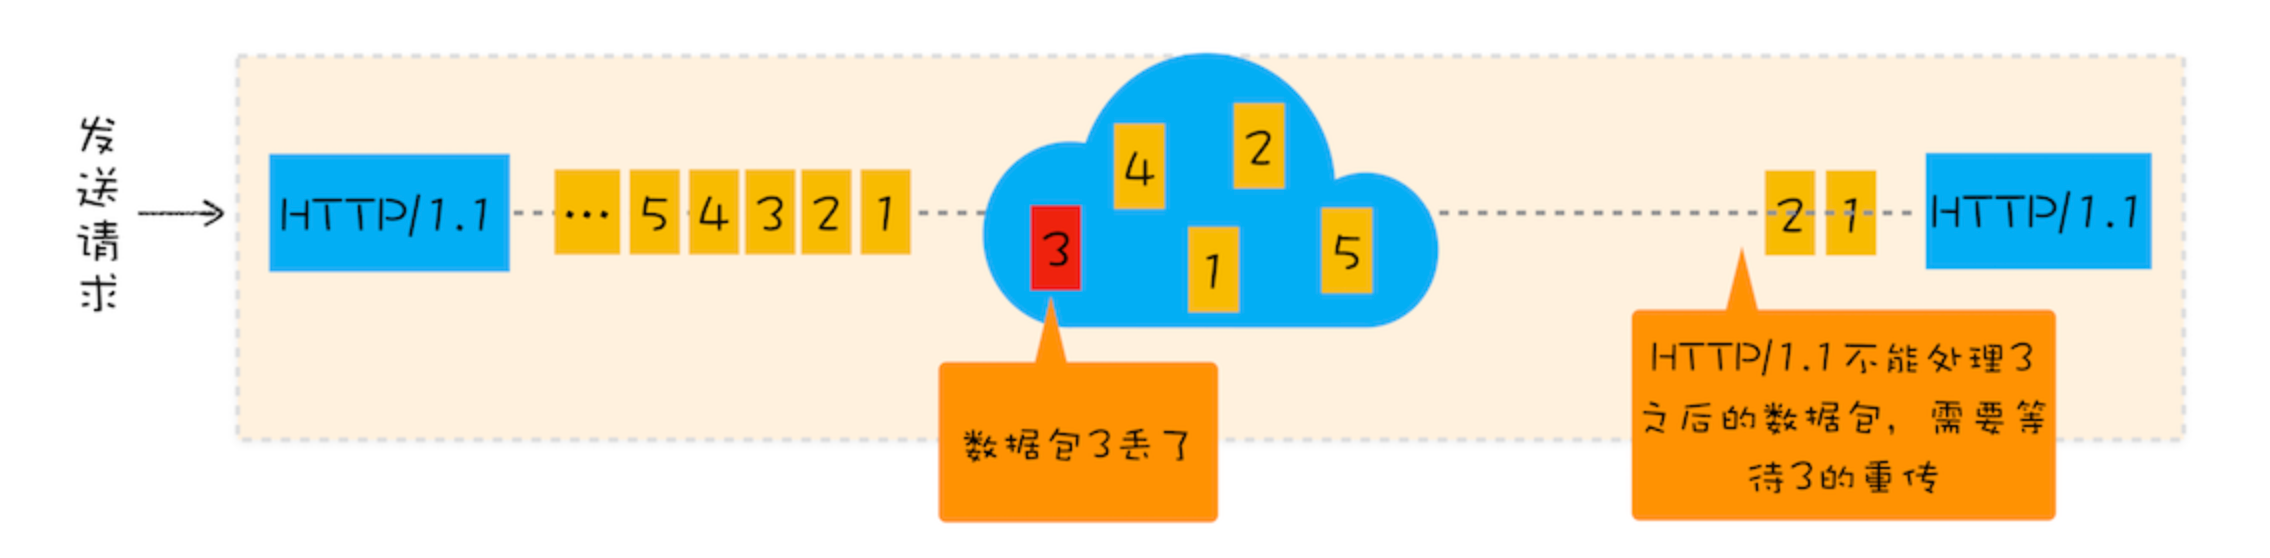 发送请求
HTTP/1.1
... 5 4 3 2 1
4
2
3
1
5
2 1
HTTP/1.1
数据包3丢了
HTTP/1.1不能处理3
之后的数据包，需要等
待3的重传